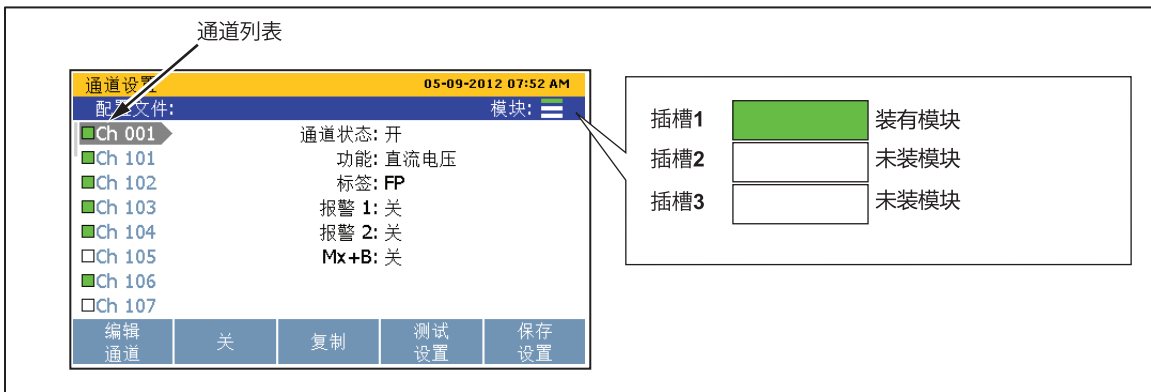 通道列表
通道设置 05-09-2012 07:52 AM
配置文件: 模块:
Ch 001
Ch 101
Ch 102
Ch 103
Ch 104
Ch 105
Ch 106
Ch 107
通道状态: 开
功能: 直流电压
标签: FP
报警 1: 关
报警 2: 关
Mx+B: 关
编辑
通道
关
复制
测试
设置
保存
设置
插槽1 装有模块
插槽2 未装模块
插槽3 未装模块